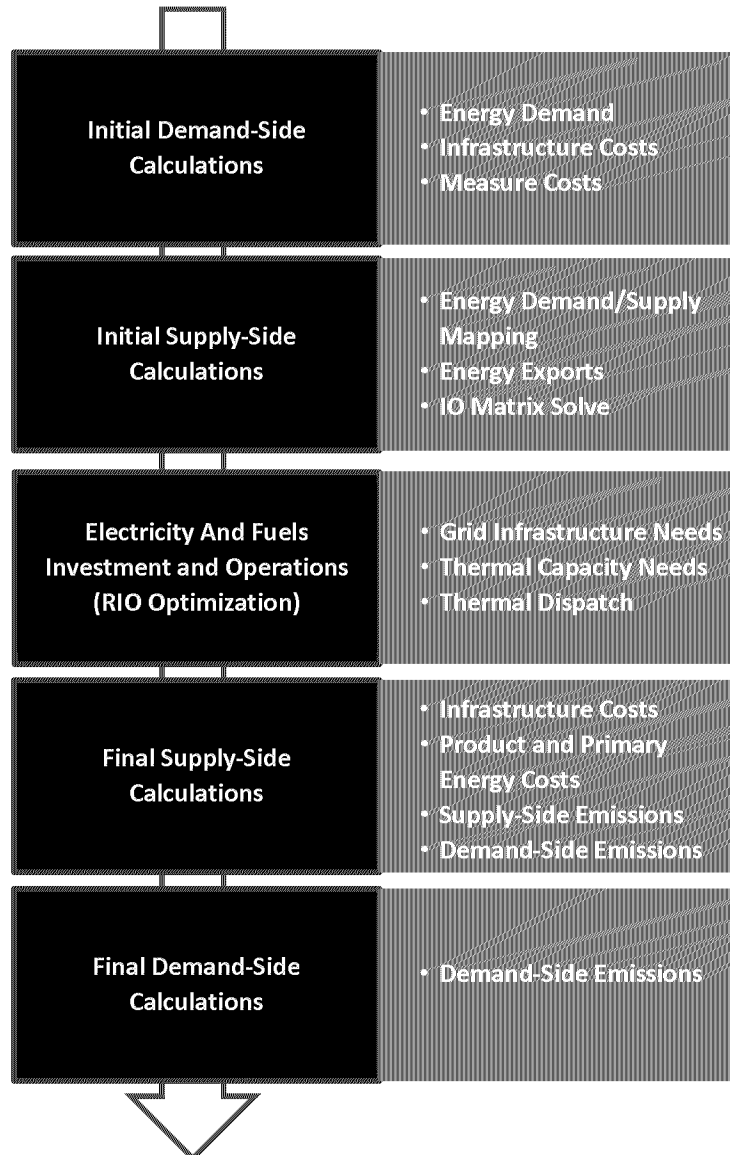 Initial Demand-Side
Calculations
• Energy Demand
• Infrastructure Costs
• Measure Costs
Initial Supply-Side
Calculations
• Energy Demand/Supply
Mapping
• Energy Exports
• IO Matrix Solve
Electricity And Fuels
Investment and Operations
(RIO Optimization)
• Grid Infrastructure Needs
• Thermal Capacity Needs
• Thermal Dispatch
Final Supply-Side
Calculations
• Infrastructure Costs
• Product and Primary
Energy Costs
• Supply-Side Emissions
• Demand-Side Emissions
Final Demand-Side
Calculations
• Demand-Side Emissions